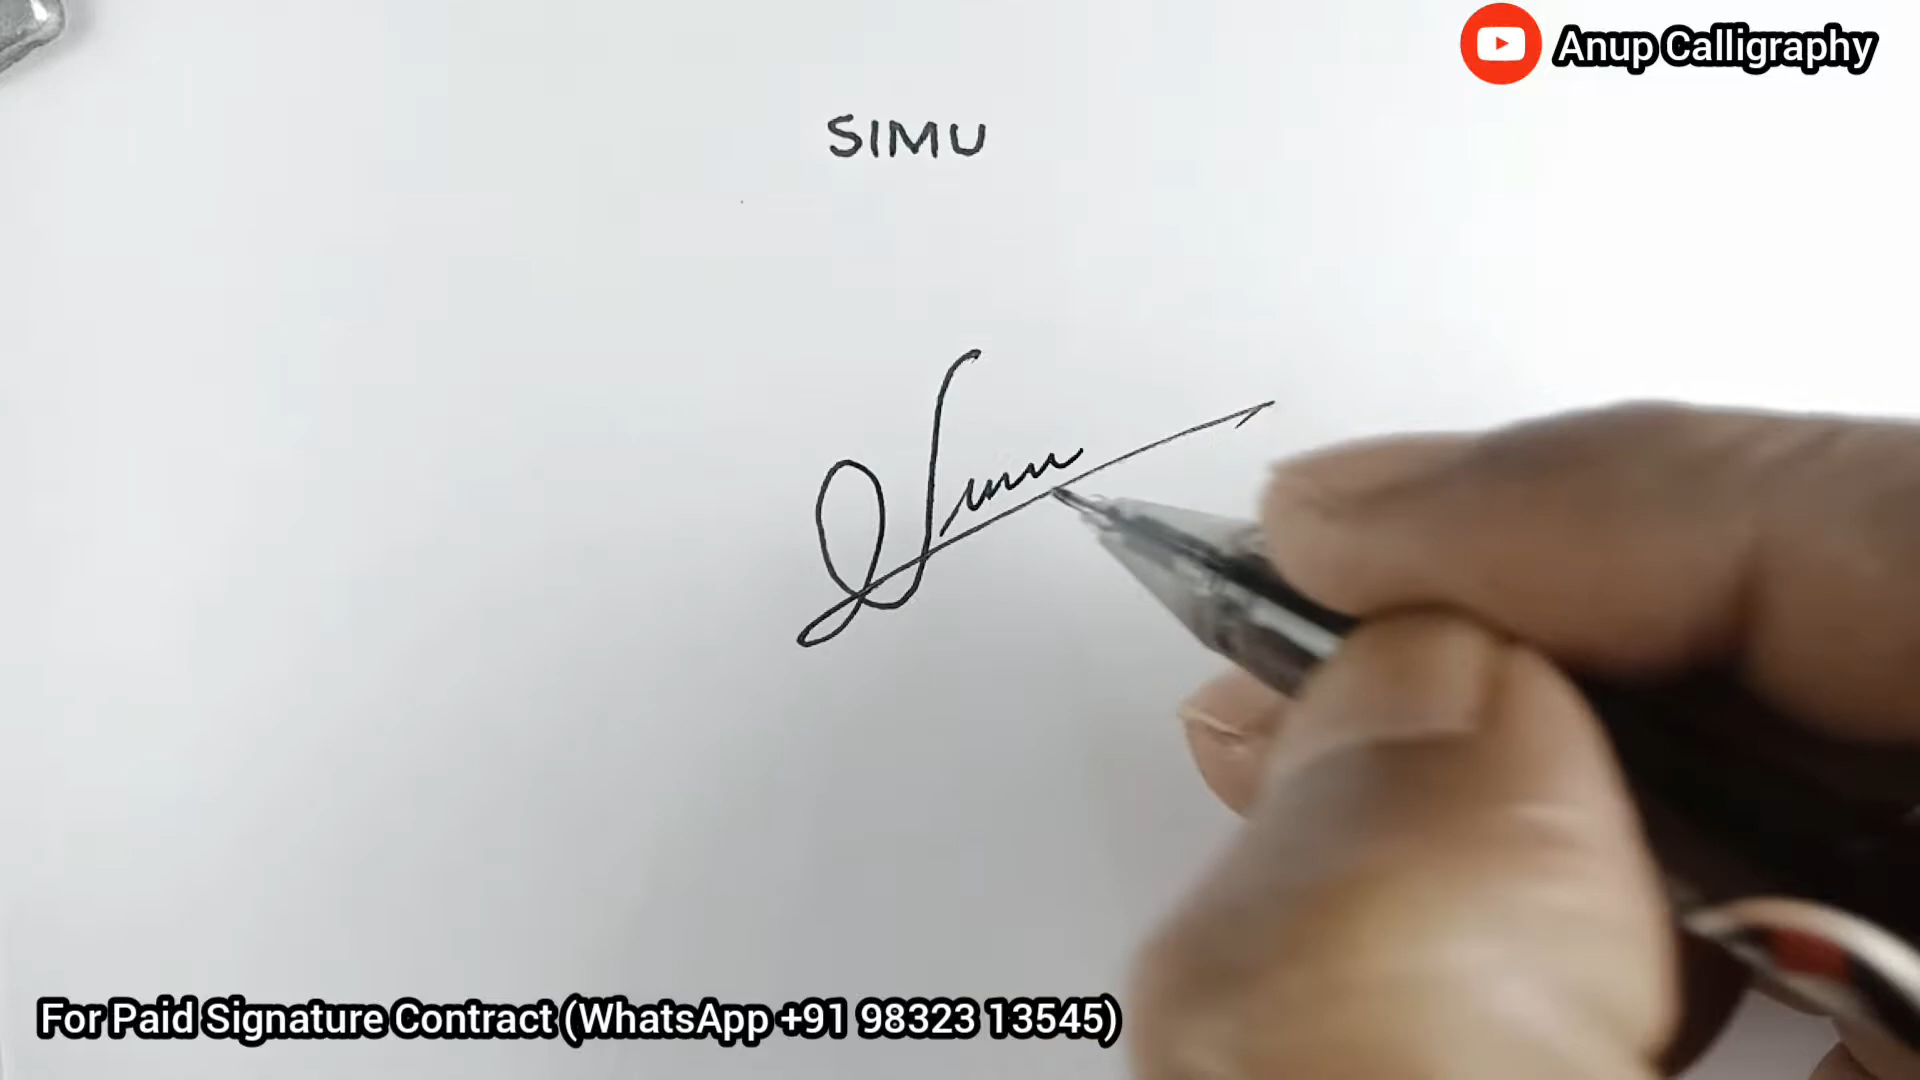 Anup Calligraphy
SIMU
Simu
For Paid Signature Contract (WhatsApp +91 98323 13545)